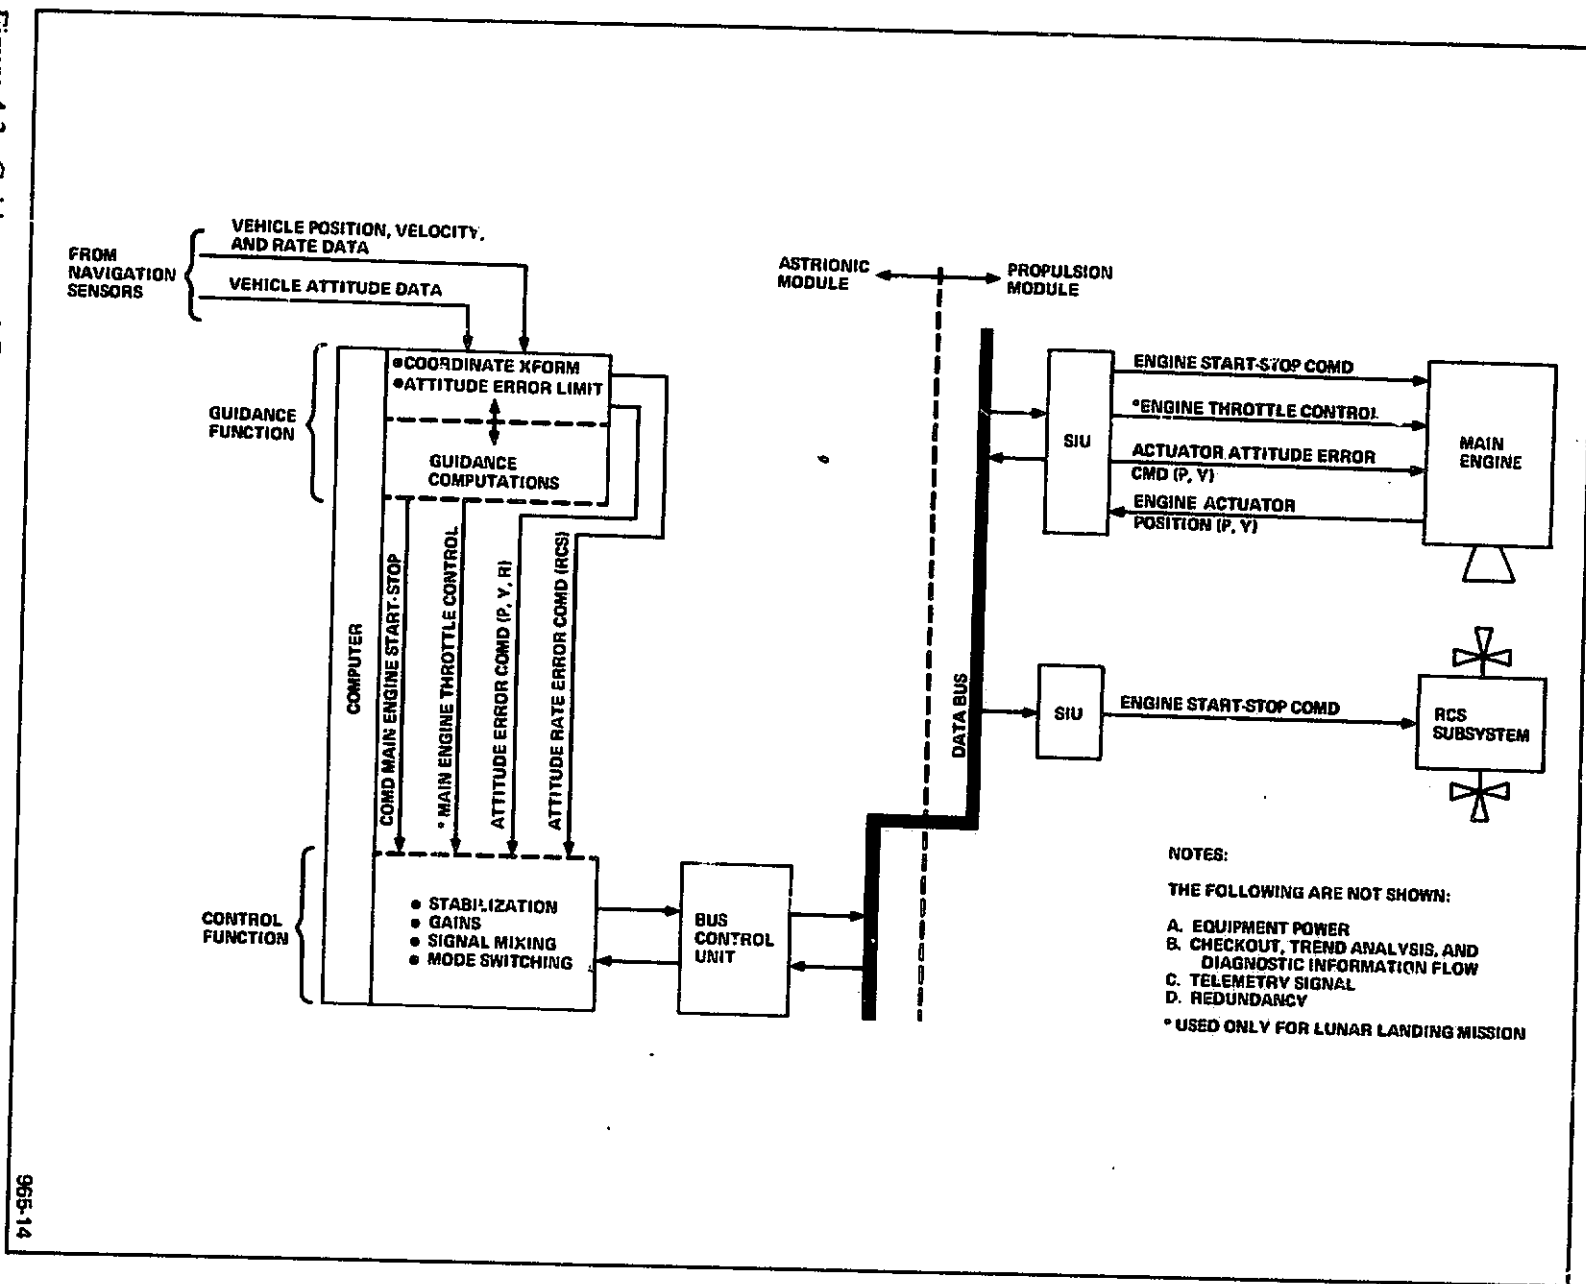 VEHICLE POSITION, VELOCITY,
AND RATE DATA
FROM
NAVIGATION
SENSORS
VEHICLE ATTITUDE DATA
ASTRIONIC
MODULE
PROPULSION
MODULE
GUIDANCE
FUNCTION
●COORDINATE XFORM
●ATTITUDE ERROR LIMIT
GUIDANCE
COMPUTATIONS
COMPUTER
COMD MAIN ENGINE START-STOP
* MAIN ENGINE THROTTLE CONTROL
ATTITUDE ERROR COMD (P, Y, R)
ATTITUDE RATE ERROR COMD (RCS)
CONTROL
FUNCTION
● STABILIZATION
● GAINS
● SIGNAL MIXING
● MODE SWITCHING
BUS
CONTROL
UNIT
DATA BUS
SIU
ENGINE START-STOP COMD
*ENGINE THROTTLE CONTROL
ACTUATOR ATTITUDE ERROR
CMD (P, Y)
ENGINE ACTUATOR
POSITION (P, Y)
MAIN
ENGINE
SIU
ENGINE START-STOP COMD
RCS
SUBSYSTEM
NOTES:
THE FOLLOWING ARE NOT SHOWN:
A. EQUIPMENT POWER
B. CHECKOUT, TREND ANALYSIS, AND
DIAGNOSTIC INFORMATION FLOW
C. TELEMETRY SIGNAL
D. REDUNDANCY
* USED ONLY FOR LUNAR LANDING MISSION
965-14